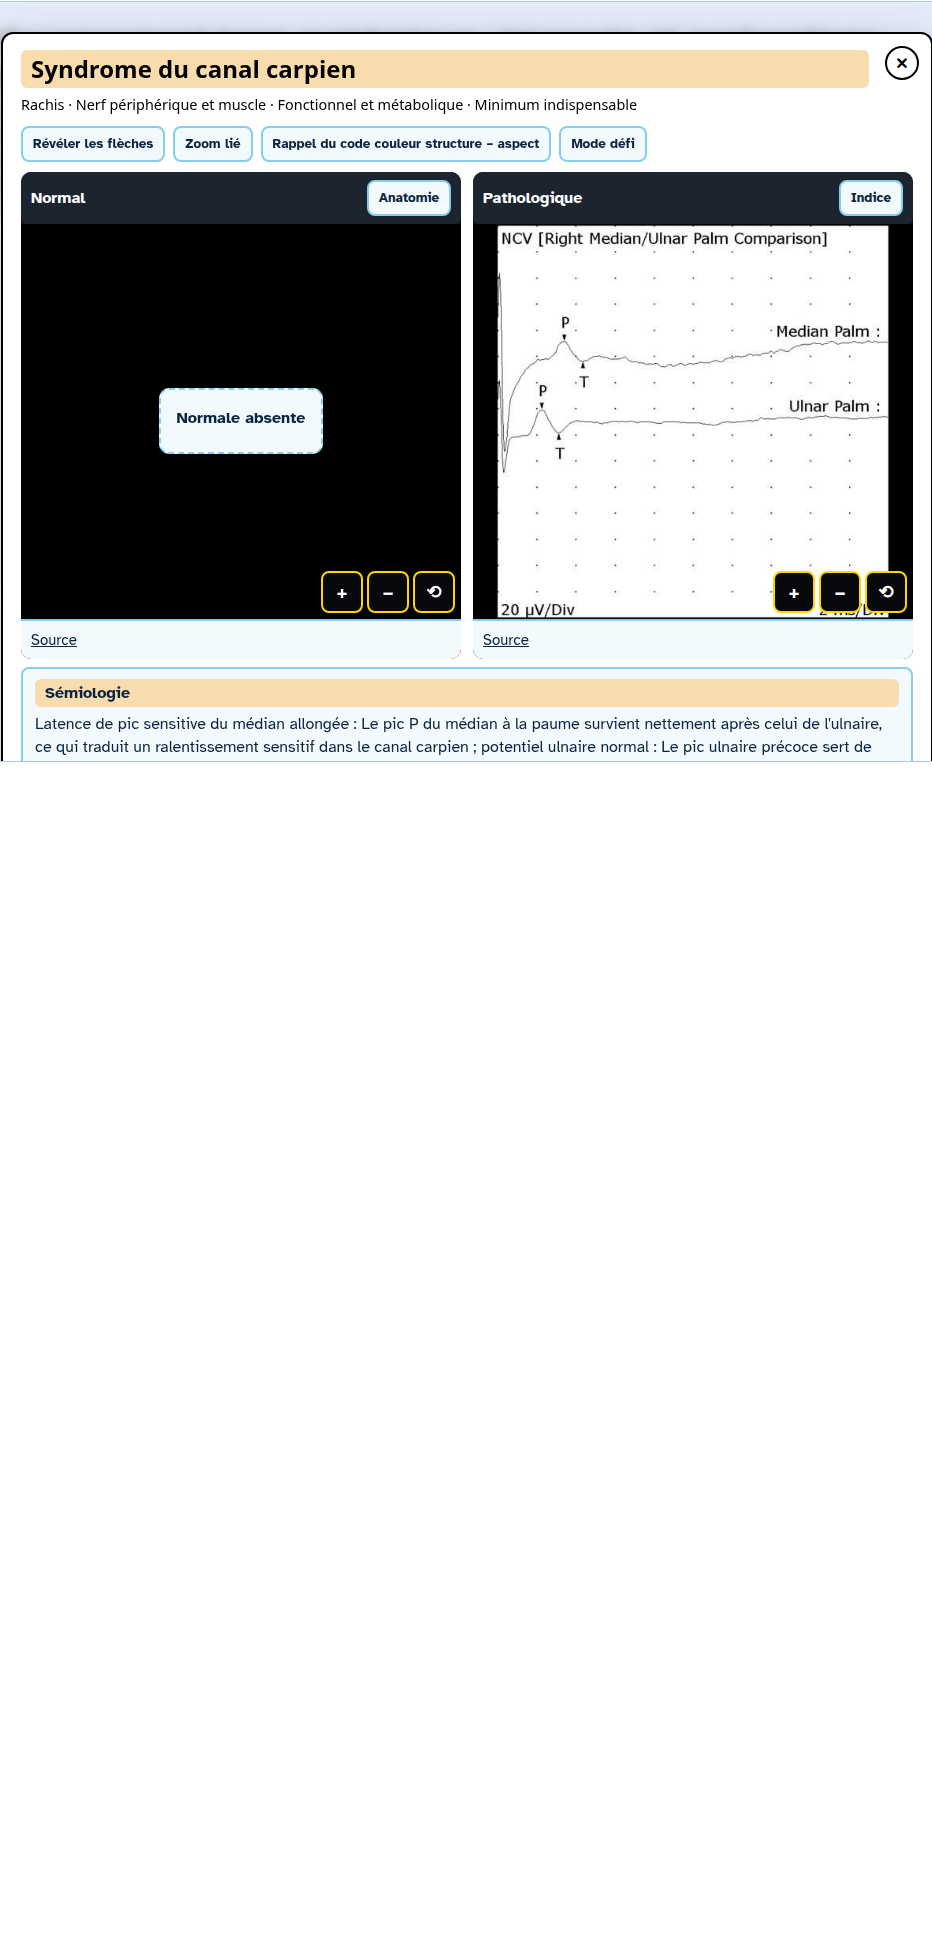 Syndrome du canal carpien
×
Rachis · Nerf périphérique et muscle · Fonctionnel et métabolique · Minimum indispensable
Révéler les flèches
Zoom lié
Rappel du code couleur structure – aspect
Mode défi
Normal
Anatomie
Normale absente
+
−
⟲
Source
Pathologique
Indice
NCV [Right Median/Ulnar Palm Comparison]
P
Median Palm :
T
P
Ulnar Palm :
T
20 µV/Div
+
−
⟲
Source
Sémiologie
Latence de pic sensitive du médian allongée : Le pic P du médian à la paume survient nettement après celui de l'ulnaire,
ce qui traduit un ralentissement sensitif dans le canal carpien ; potentiel ulnaire normal : Le pic ulnaire précoce sert de